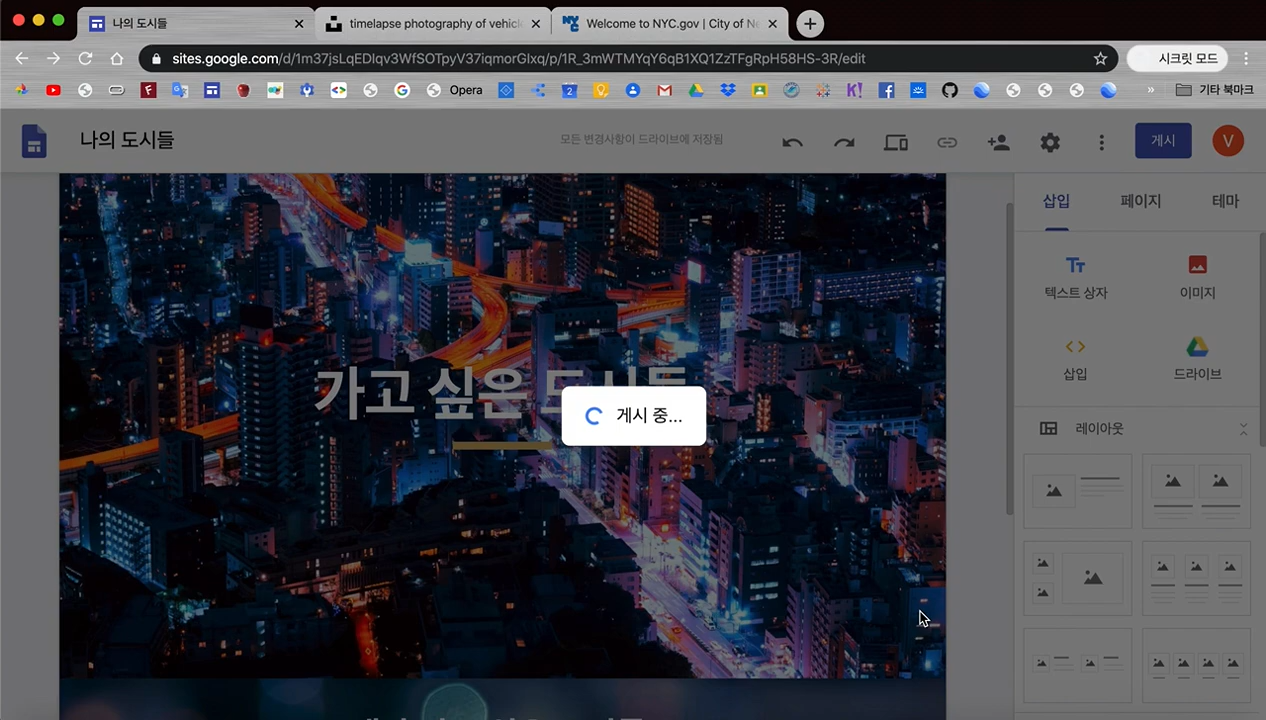 나의 도시들
timelapse photography of vehicle
Welcome to NYC.gov | City of Ne
sites.google.com/d/1m37jsLqEDIqv3WfSOTpyV37iqmorGlxq/p/1R_3mWTMYqY6qB1XQ1ZzTFgRpH58HS-3R/edit
시크릿 모드
Opera
기타 북마크
나의 도시들
모든 변경사항이 드라이브에 저장됨
게시
V
삽입
페이지
테마
텍스트 상자
이미지
삽입
드라이브
레이아웃
가고 싶은 도시들
게시 중...